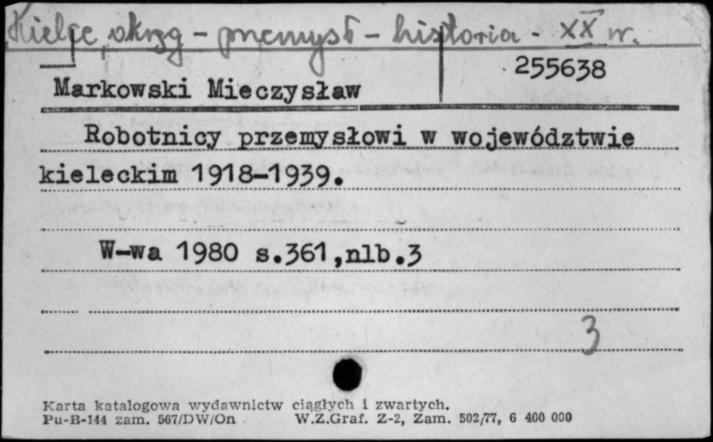 Kielce, okręg - przemysł - historia - XX w.
255638
Markowski Mieczysław
Robotnicy przemysłowi w województwie
kieleckim 1918-1939.
W-wa 1980 s.361,nlb.3
3
Karta katalogowa wydawnictw ciągłych i zwartych.
Pu-B-144 zam. 567/DW/On W.Z.Graf. Z-2, Zam. 502/77, 6 400 000